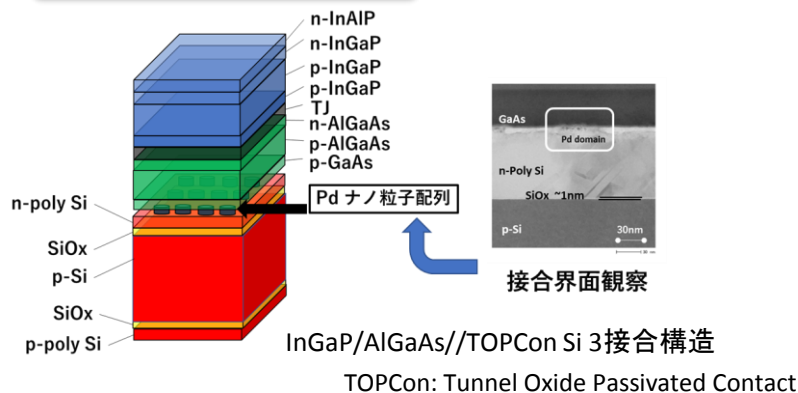 n-InAlP
n-InGaP
p-InGaP
p-InGaP
TJ
n-AlGaAs
p-AlGaAs
p-GaAs
n-poly Si
SiOx
p-Si
SiOx
p-poly Si
Pd ナノ粒子配列
GaAs
Pd domain
n-Poly Si
SiOx ~1nm
p-Si
30nm
接合界面観察
InGaP/AlGaAs//TOPCon Si 3接合構造
TOPCon: Tunnel Oxide Passivated Contact